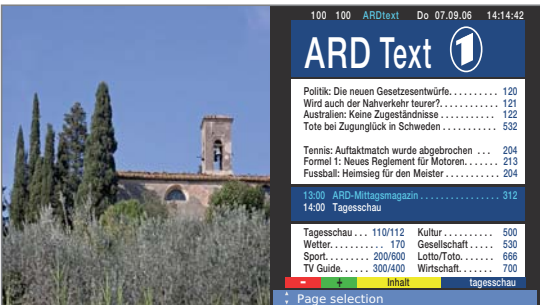 100 100 ARDtext Do 07.09.06 14:14:42
ARD Text 1
Politik: Die neuen Gesetzesentwürfe. . . . . . . . . . 120
Wird auch der Nahverkehr teurer?. . . . . . . . . . . . 121
Australien: Keine Zugeständnisse . . . . . . . . . . . . 122
Tote bei Zugunglück in Schweden . . . . . . . . . . . 532
Tennis: Auftaktmatch wurde abgebrochen . . . 204
Formel 1: Neues Reglement für Motoren. . . . . . . 213
Fussball: Heimsieg für den Meister . . . . . . . . . . . 204
13:00 ARD-Mittagsmagazin . . . . . . . . . . . . . . . . 312
14:00 Tagesschau
Tagesschau . . . 110/112 Kultur . . . . . . . . . 500
Wetter. . . . . . . . . . 170 Gesellschaft . . . . . 530
Sport. . . . . . . . 200/600 Lotto/Toto. . . . . . 666
TV Guide. . . . . . 300/400 Wirtschaft. . . . . . . 700
- + Inhalt tagesschau
Page selection